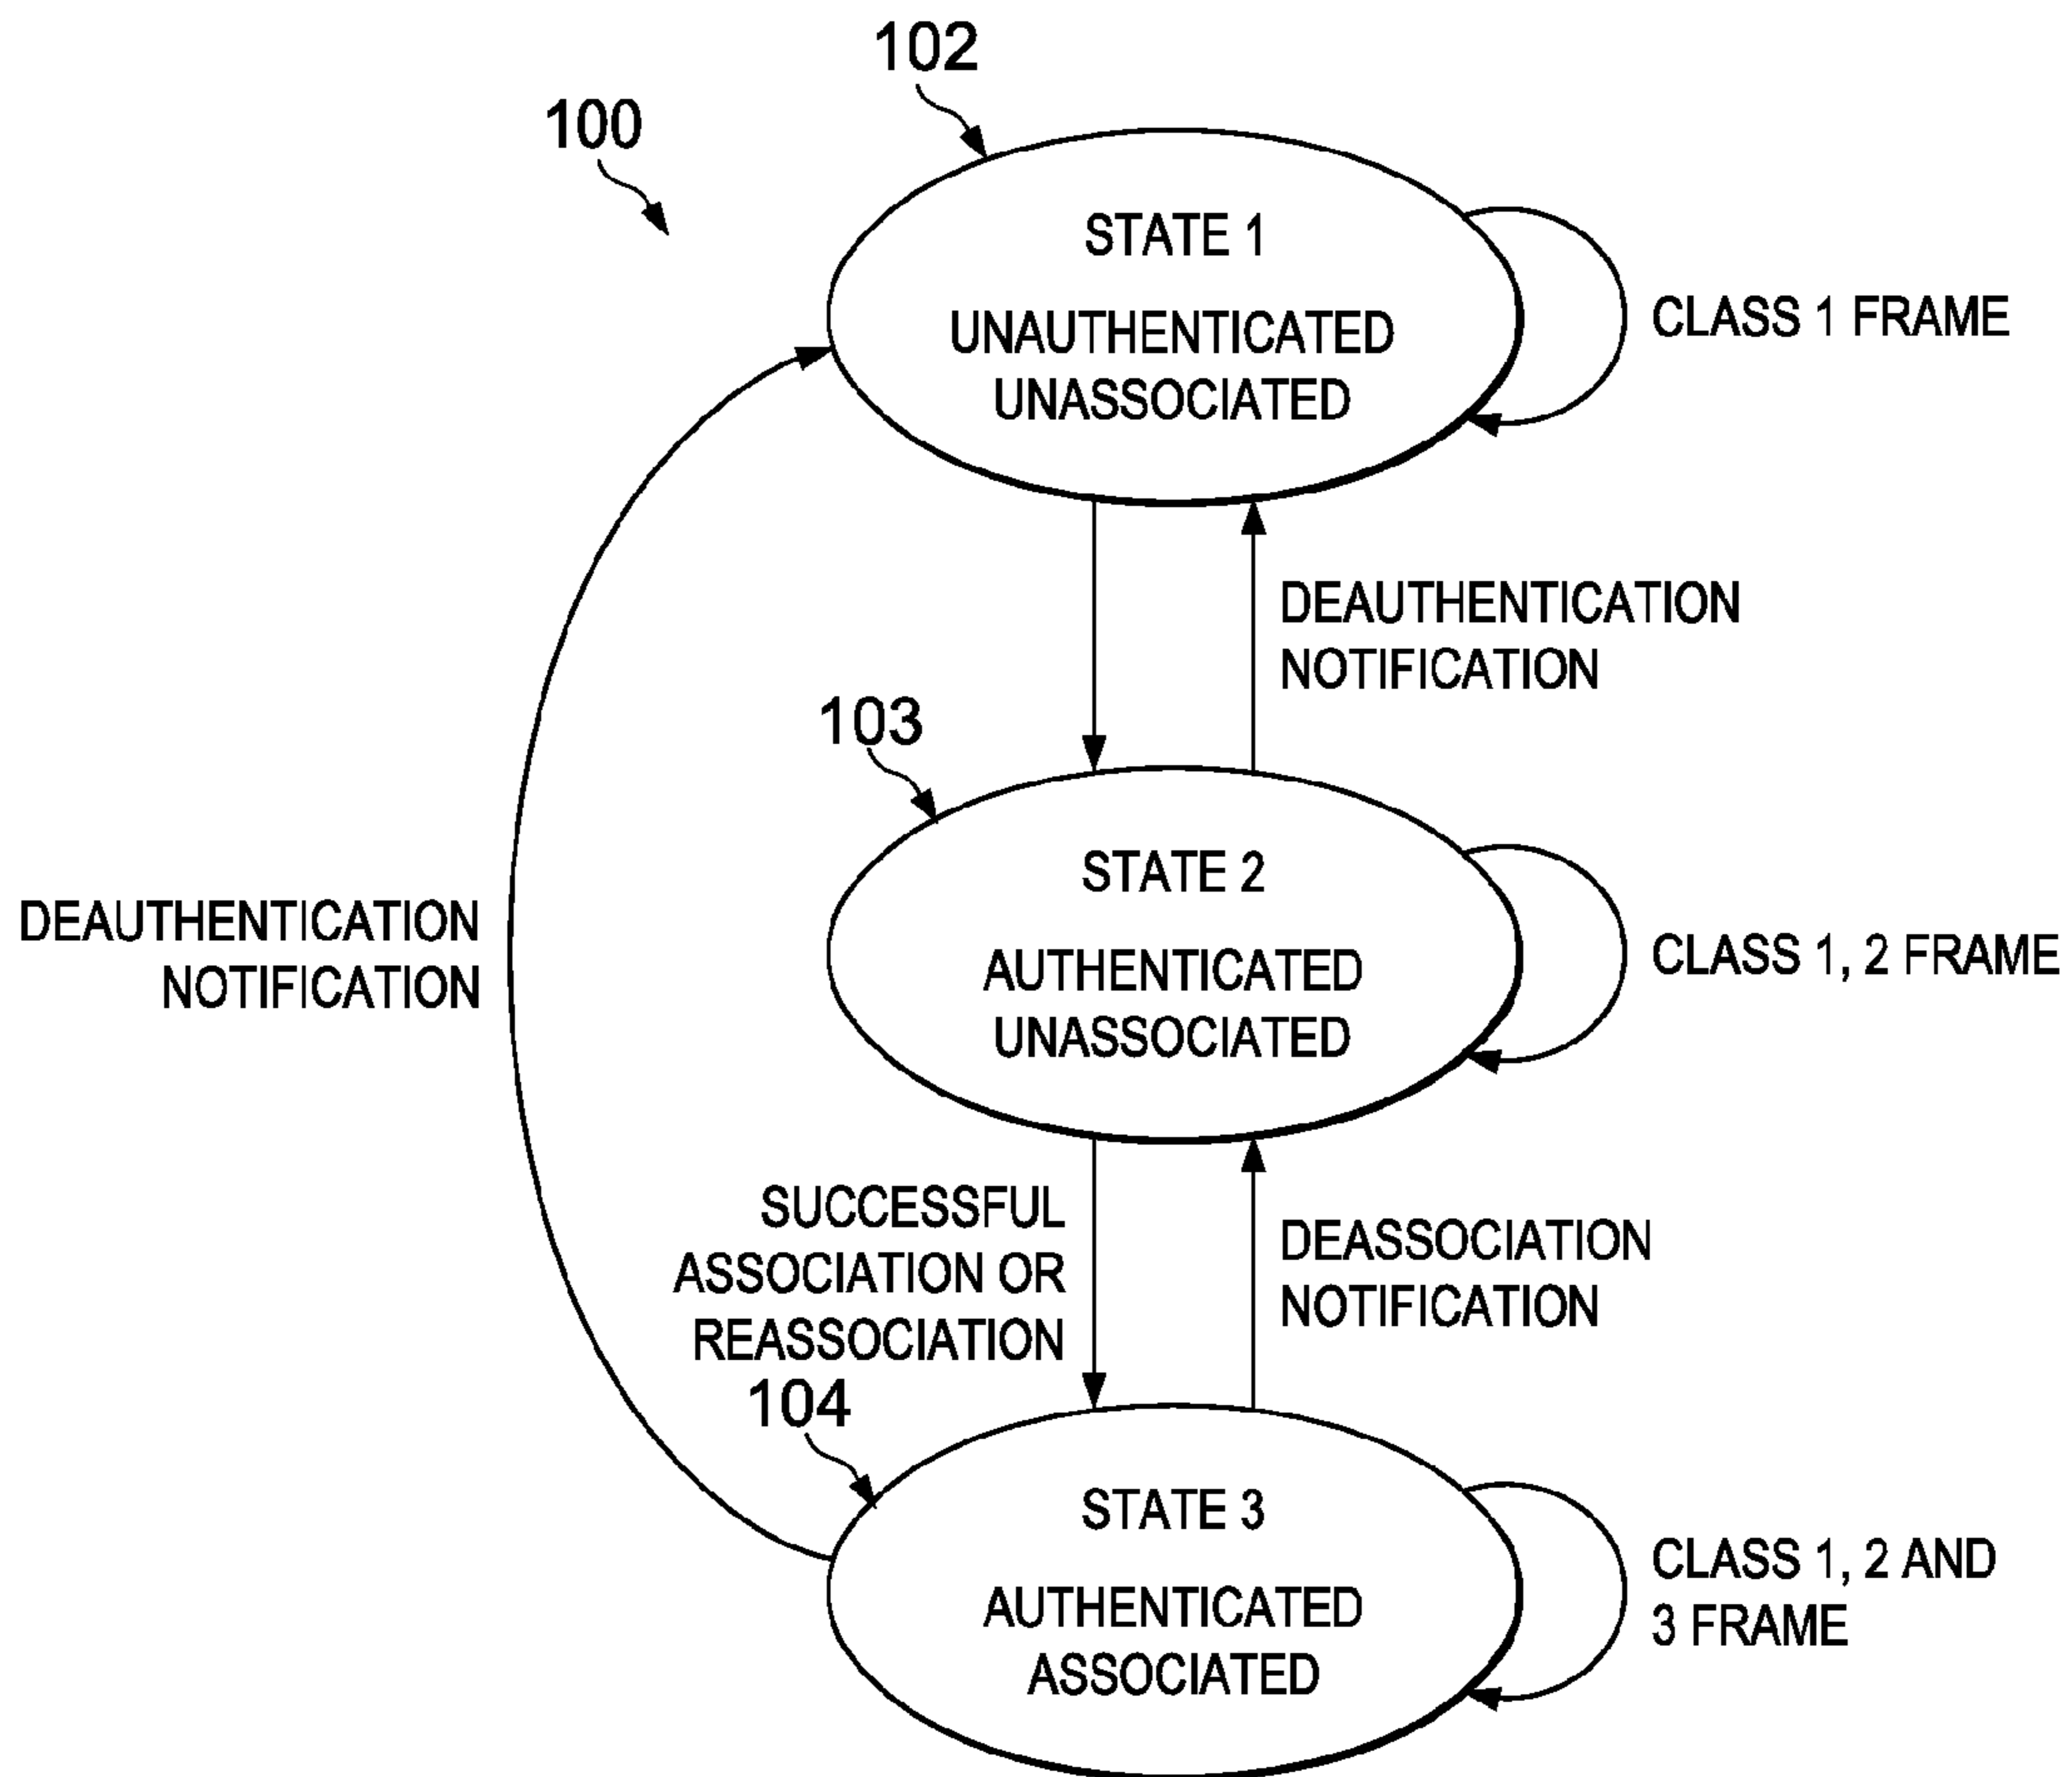 102
100
STATE 1
UNAUTHENTICATED
UNASSOCIATED
CLASS 1 FRAME
DEAUTHENTICATION
NOTIFICATION
103
STATE 2
AUTHENTICATED
UNASSOCIATED
CLASS 1, 2 FRAME
DEAUTHENTICATION
NOTIFICATION
SUCCESSFUL
ASSOCIATION OR
REASSOCIATION
DEASSOCIATION
NOTIFICATION
104
STATE 3
AUTHENTICATED
ASSOCIATED
CLASS 1, 2 AND
3 FRAME